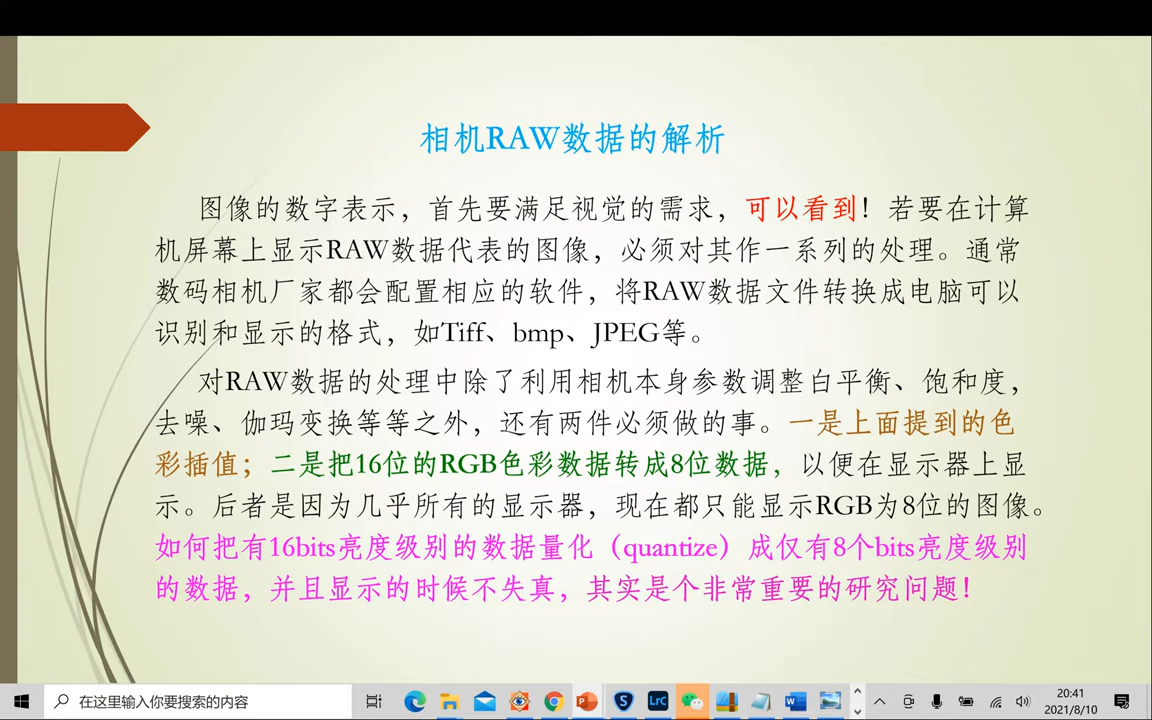 相机RAW数据的解析
图像的数字表示，首先要满足视觉的需求，可以看到！若要在计算
机屏幕上显示RAW数据代表的图像，必须对其作一系列的处理。通常
数码相机厂家都会配置相应的软件，将RAW数据文件转换成电脑可以
识别和显示的格式，如Tiff、bmp、JPEG等。
对RAW数据的处理中除了利用相机本身参数调整白平衡、饱和度，
去噪、伽玛变换等等之外，还有两件必须做的事。一是上面提到的色
彩插值；二是把16位的RGB色彩数据转成8位数据，以便在显示器上显
示。后者是因为几乎所有的显示器，现在都只能显示RGB为8位的图像。
如何把有16bits亮度级别的数据量化（quantize）成仅有8个bits亮度级别
的数据，并且显示的时候不失真，其实是个非常重要的研究问题！
在这里输入你要搜索的内容
LrC
20:41
2021/8/10